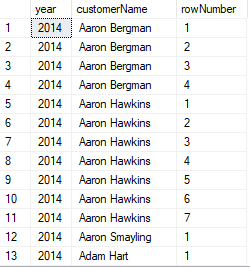 year customerName rowNumber
1 2014 Aaron Bergman 1
2 2014 Aaron Bergman 2
3 2014 Aaron Bergman 3
4 2014 Aaron Bergman 4
5 2014 Aaron Hawkins 1
6 2014 Aaron Hawkins 2
7 2014 Aaron Hawkins 3
8 2014 Aaron Hawkins 4
9 2014 Aaron Hawkins 5
10 2014 Aaron Hawkins 6
11 2014 Aaron Hawkins 7
12 2014 Aaron Smayling 1
13 2014 Adam Hart 1